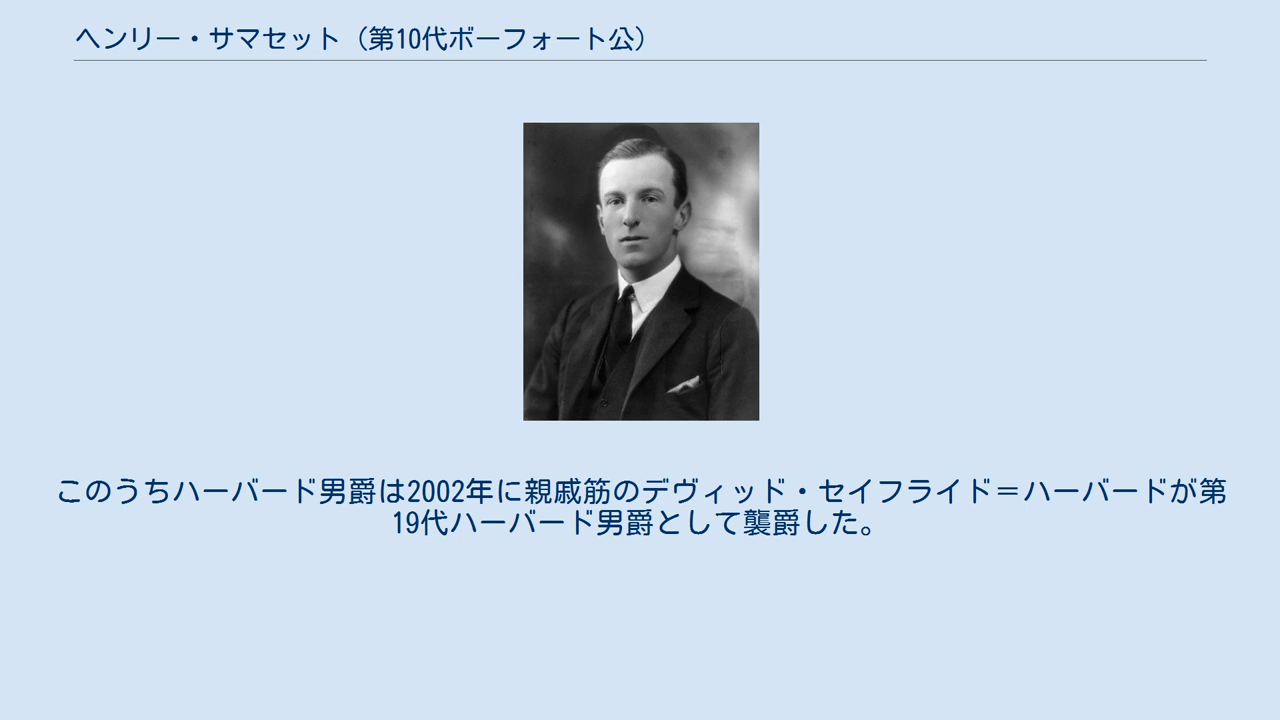 ヘンリー・サマセット（第10代ボーフォート公）
このうちハーバード男爵は2002年に親戚筋のデヴィッド・セイフライド＝ハーバードが第
19代ハーバード男爵として襲爵した。